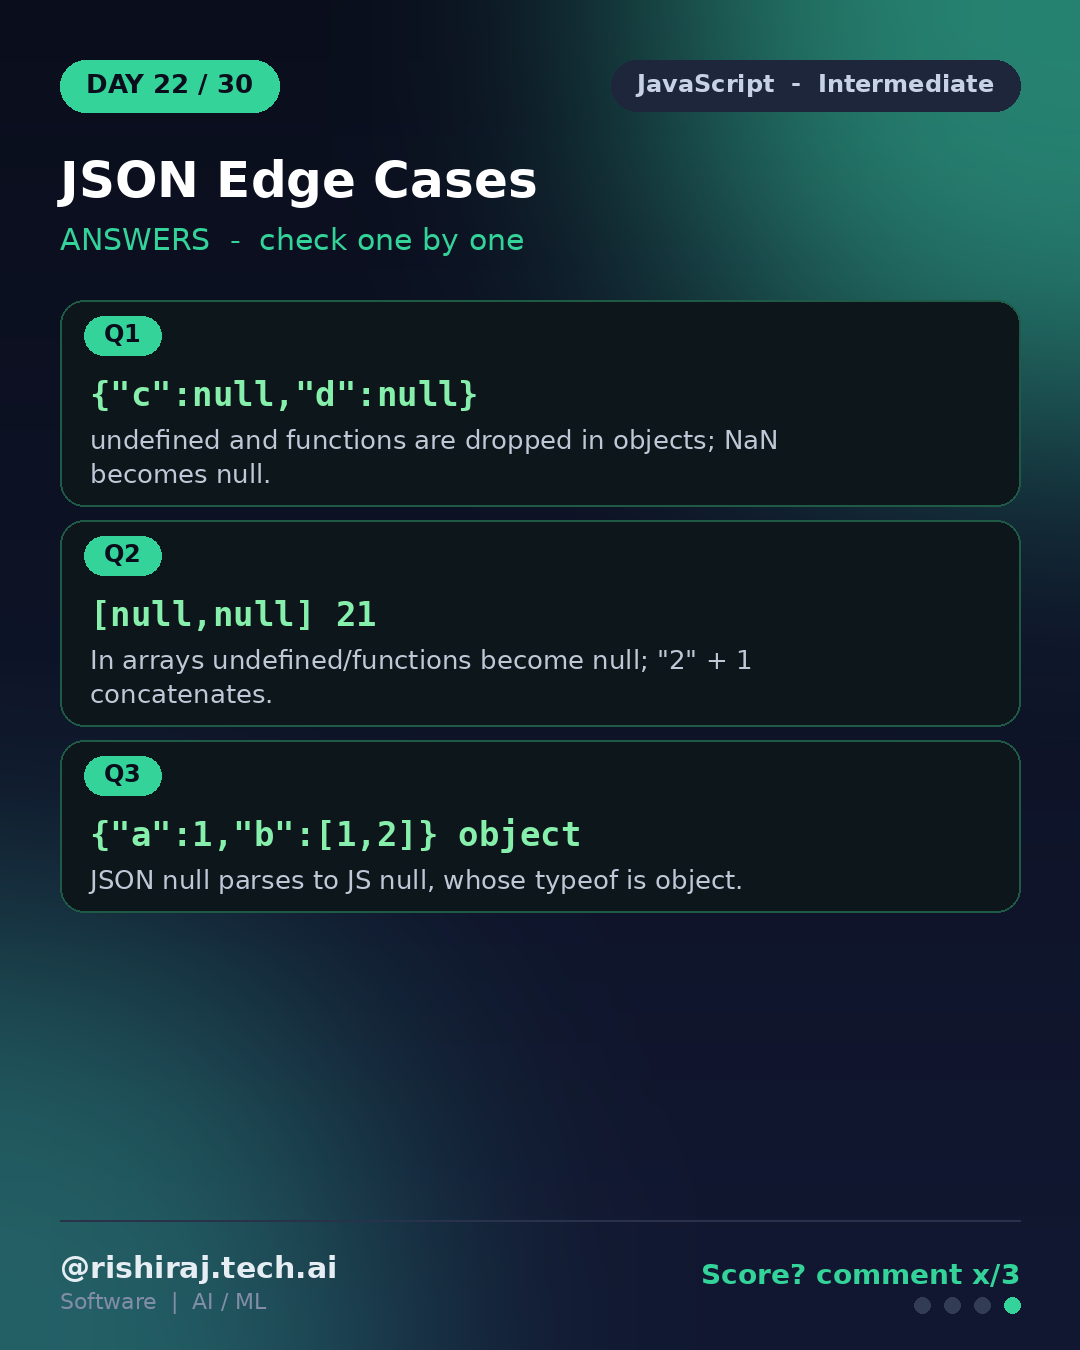 DAY 22 / 30
JavaScript - Intermediate
JSON Edge Cases
ANSWERS - check one by one
Q1
{"c":null,"d":null}
undefined and functions are dropped in objects; NaN
becomes null.
Q2
[null,null] 21
In arrays undefined/functions become null; "2" + 1
concatenates.
Q3
{"a":1,"b":[1,2]} object
JSON null parses to JS null, whose typeof is object.
@rishiraj.tech.ai
Software | AI / ML
Score? comment x/3